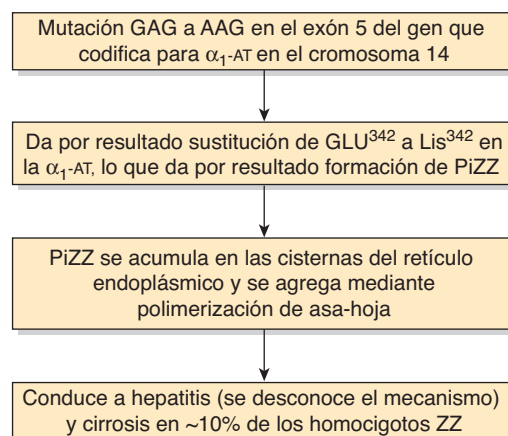 Mutación GAG a AAG en el exón 5 del gen que
codifica para α₁-AT en el cromosoma 14
Da por resultado sustitución de GLU³⁴² a Lis³⁴² en
la α₁-AT, lo que da por resultado formación de PiZZ
PiZZ se acumula en las cisternas del retículo
endoplásmico y se agrega mediante
polimerización de asa-hoja
Conduce a hepatitis (se desconoce el mecanismo)
y cirrosis en ~10% de los homocigotos ZZ